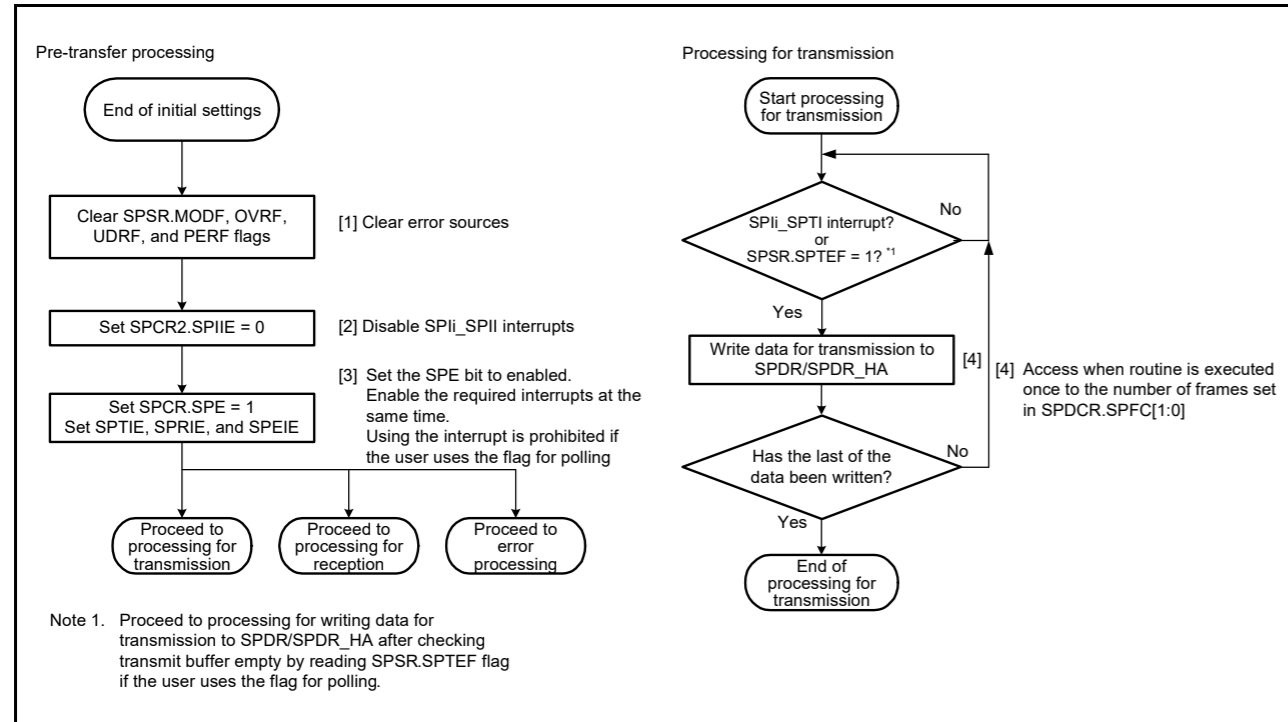 Pre-transfer processing
End of initial settings
Clear SPSR.MODF, OVRF,
UDRF, and PERF flags
[1] Clear error sources
Set SPCR2.SPIIE = 0
[2] Disable SPIi_SPII interrupts
[3] Set the SPE bit to enabled.
Enable the required interrupts at the
same time.
Using the interrupt is prohibited if
the user uses the flag for polling
Set SPCR.SPE = 1
Set SPTIE, SPRIE, and SPEIE
Proceed to
processing for
transmission
Proceed to
processing for
reception
Proceed to
error
processing
Note 1. Proceed to processing for writing data for
transmission to SPDR/SPDR_HA after checking
transmit buffer empty by reading SPSR.SPTEF flag
if the user uses the flag for polling.
Processing for transmission
Start processing
for transmission
SPIi_SPTI interrupt?
or
SPSR.SPTEF = 1? *1
No
Yes
Write data for transmission to
SPDR/SPDR_HA
[4]
[4] Access when routine is executed
once to the number of frames set
in SPDCR.SPFC[1:0]
Has the last of the
data been written?
No
Yes
End of
processing for
transmission